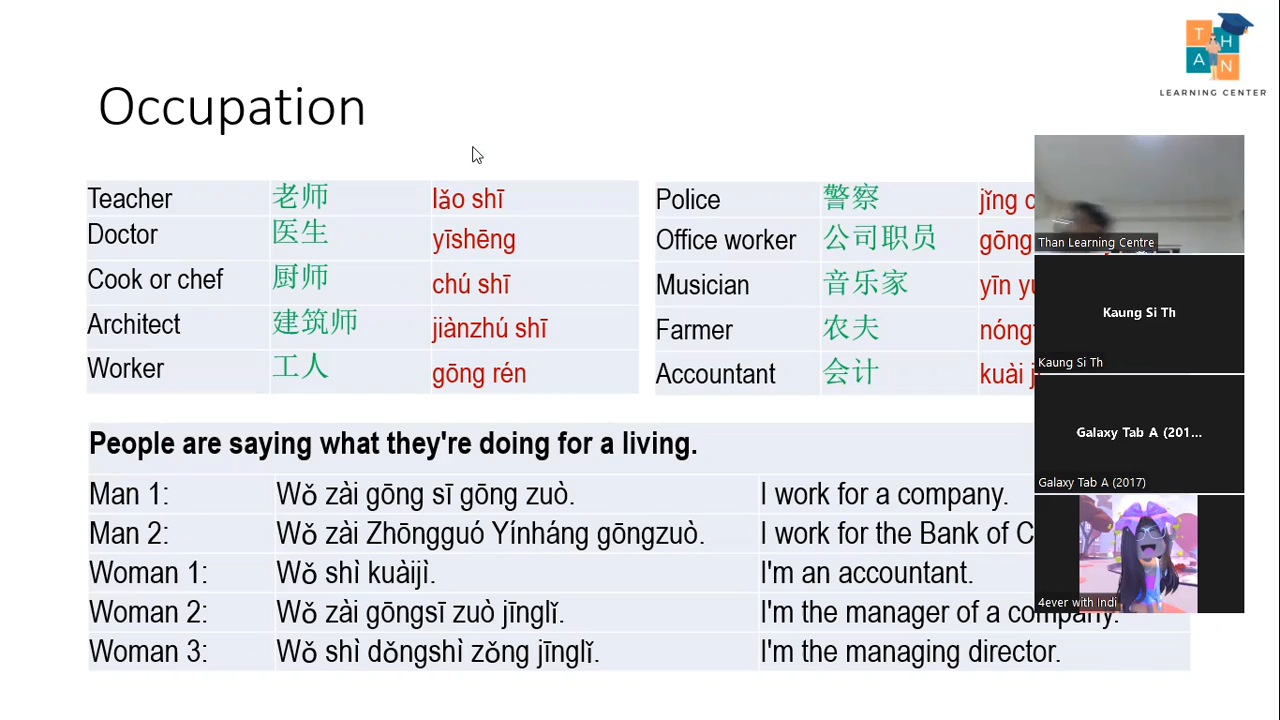 THAN
LEARNING CENTER
Occupation
Teacher 老师 lǎo shī
Doctor 医生 yīshēng
Cook or chef 厨师 chú shī
Architect 建筑师 jiànzhú shī
Worker 工人 gōng rén
Police 警察 jǐng
Office worker 公司职员 gōng
Musician 音乐家 yīn
Farmer 农夫
Accountant 会计 kuài
People are saying what they're doing for a living.
Man 1: Wǒ zài gōng sī gōng zuò. I work for a company.
Man 2: Wǒ zài Zhōngguó Yínháng gōngzuò. I work for the Bank of
Woman 1: Wǒ shì kuàijì. I'm an accountant.
Woman 2: Wǒ zài gōngsī zuò jīnglǐ. I'm the manager of a company.
Woman 3: Wǒ shì dǒngshì zǒng jīnglǐ. I'm the managing director.
Than Learning Centre
Kaung Si Th
Kaung Si Th
Galaxy Tab A (201...
Galaxy Tab A (2017)
4ever with Indi